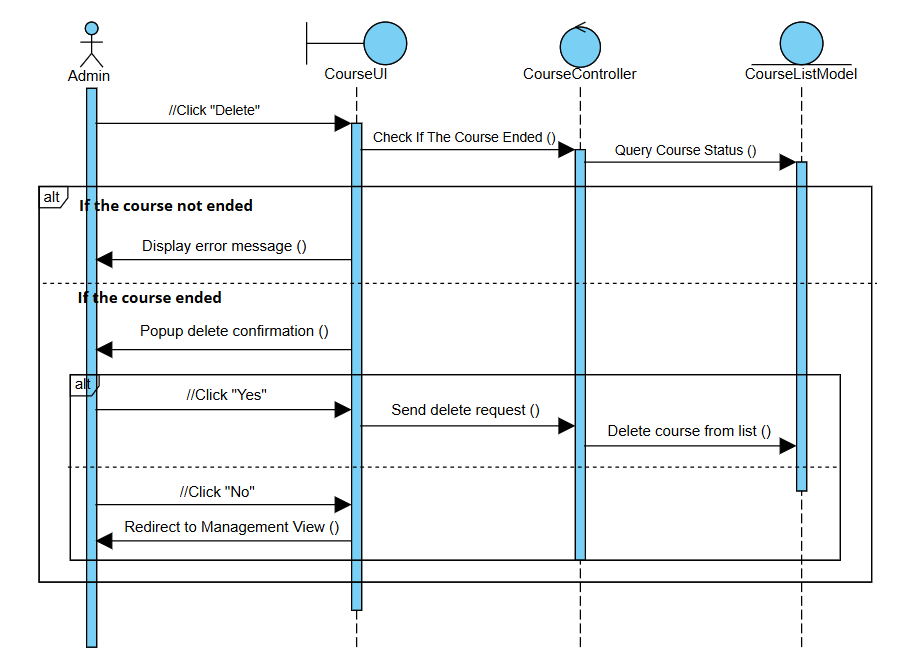 Admin
CourseUI
CourseController
CourseListModel
//Click "Delete"
Check If The Course Ended ()
Query Course Status ()
alt
If the course not ended
Display error message ()
If the course ended
Popup delete confirmation ()
alt
//Click "Yes"
Send delete request ()
Delete course from list ()
//Click "No"
Redirect to Management View ()